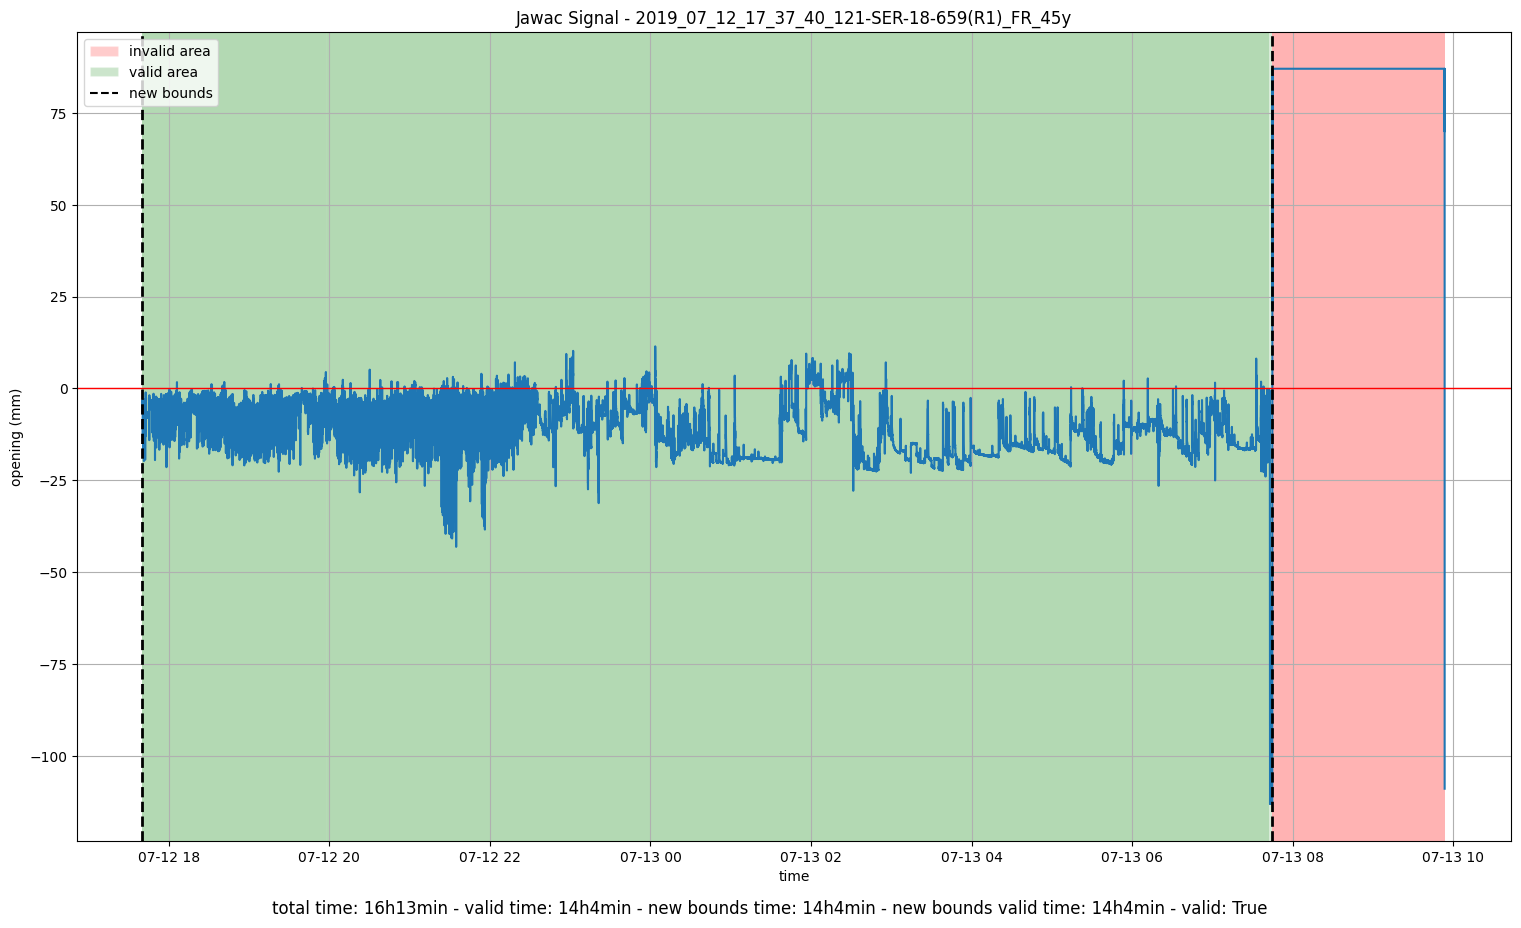 Jawac Signal - 2019_07_12_17_37_40_121-SER-18-659(R1)_FR_45y
invalid area
valid area
new bounds
opening (mm)
75
50
25
0
−25
−50
−75
−100
07-12 18
07-12 20
07-12 22
07-13 00
07-13 02
07-13 04
07-13 06
07-13 08
07-13 10
time
total time: 16h13min - valid time: 14h4min - new bounds time: 14h4min - new bounds valid time: 14h4min - valid: True